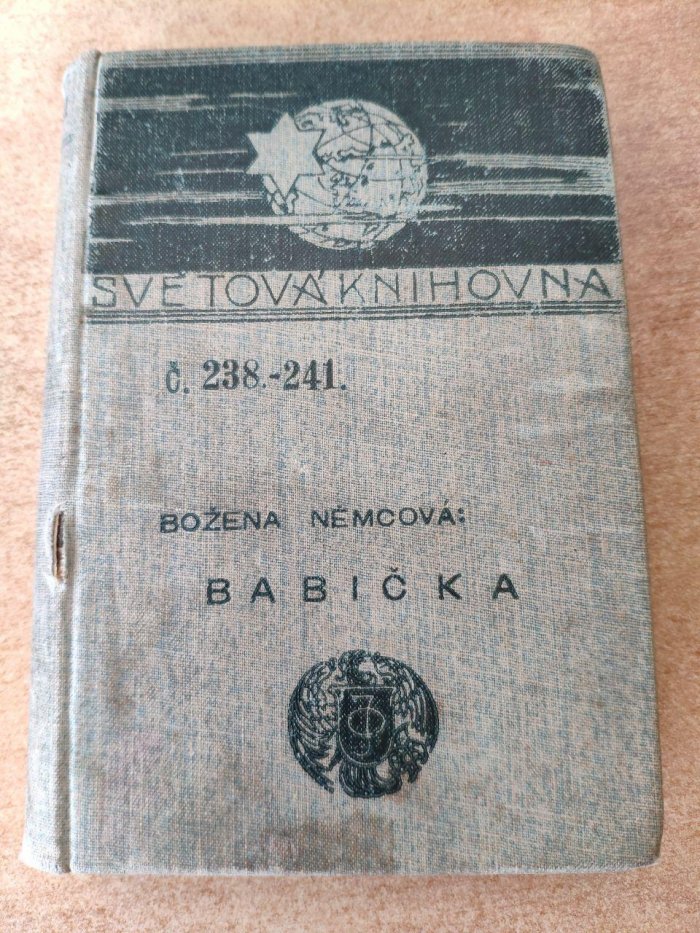 SVĚTOVÁ KNIHOVNA
č. 238.-241.
BOŽENA NĚMCOVÁ:
BABIČKA